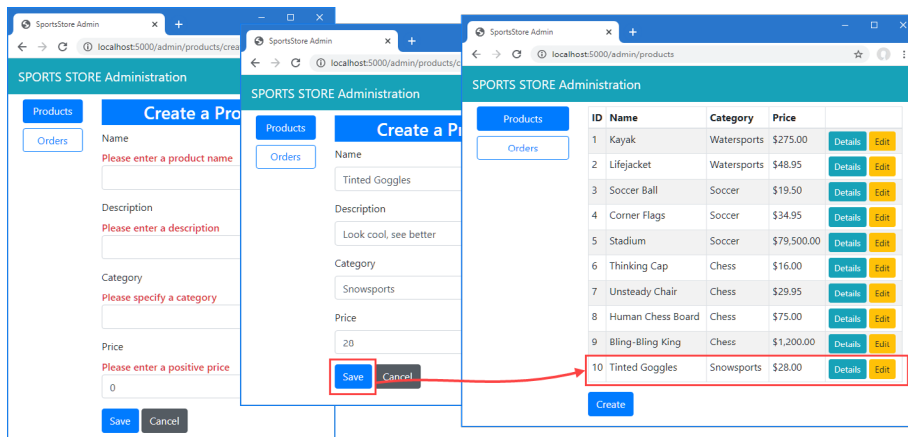 SportsStore Admin
localhost:5000/admin/products/crea
SPORTS STORE Administration
Products
Orders
Create a Pro
Name
Please enter a product name
Description
Please enter a description
Category
Please specify a category
Price
Please enter a positive price
0
Save Cancel
SportsStore Admin
localhost:5000/admin/products/c
SPORTS STORE Administration
Products
Orders
Create a Pr
Name
Tinted Goggles
Description
Look cool, see better
Category
Snowsports
Price
28
Save Cancel
SportsStore Admin
localhost:5000/admin/products
SPORTS STORE Administration
Products
Orders
ID Name Category Price
1 Kayak Watersports $275.00 Details Edit
2 Lifejacket Watersports $48.95 Details Edit
3 Soccer Ball Soccer $19.50 Details Edit
4 Corner Flags Soccer $34.95 Details Edit
5 Stadium Soccer $79,500.00 Details Edit
6 Thinking Cap Chess $16.00 Details Edit
7 Unsteady Chair Chess $29.95 Details Edit
8 Human Chess Board Chess $75.00 Details Edit
9 Bling-Bling King Chess $1,200.00 Details Edit
10 Tinted Goggles Snowsports $28.00 Details Edit
Create